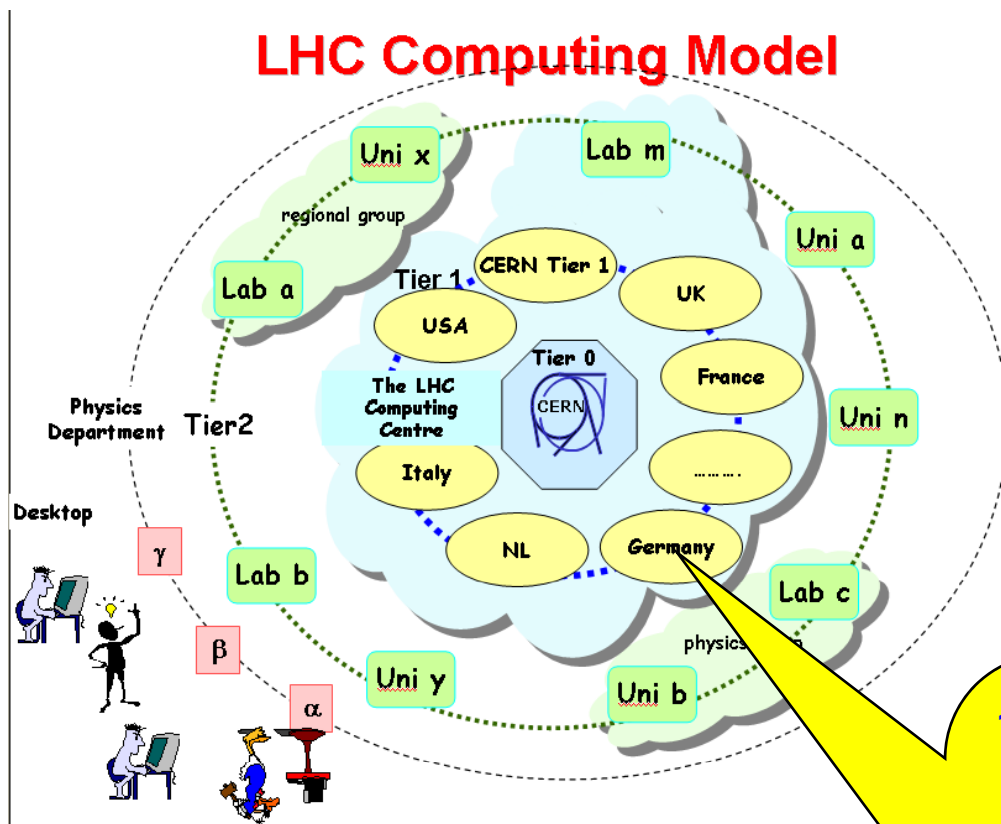 LHC Computing Model
Uni x
Lab m
regional group
Uni a
Lab a
Tier 1
CERN Tier 1
UK
USA
Tier 0
France
The LHC
Computing
Centre
CERN
Physics
Department
Tier2
Uni n
Italy
……….
Desktop
NL
Germany
γ
Lab b
Lab c
β
physics
Uni y
Uni b
α